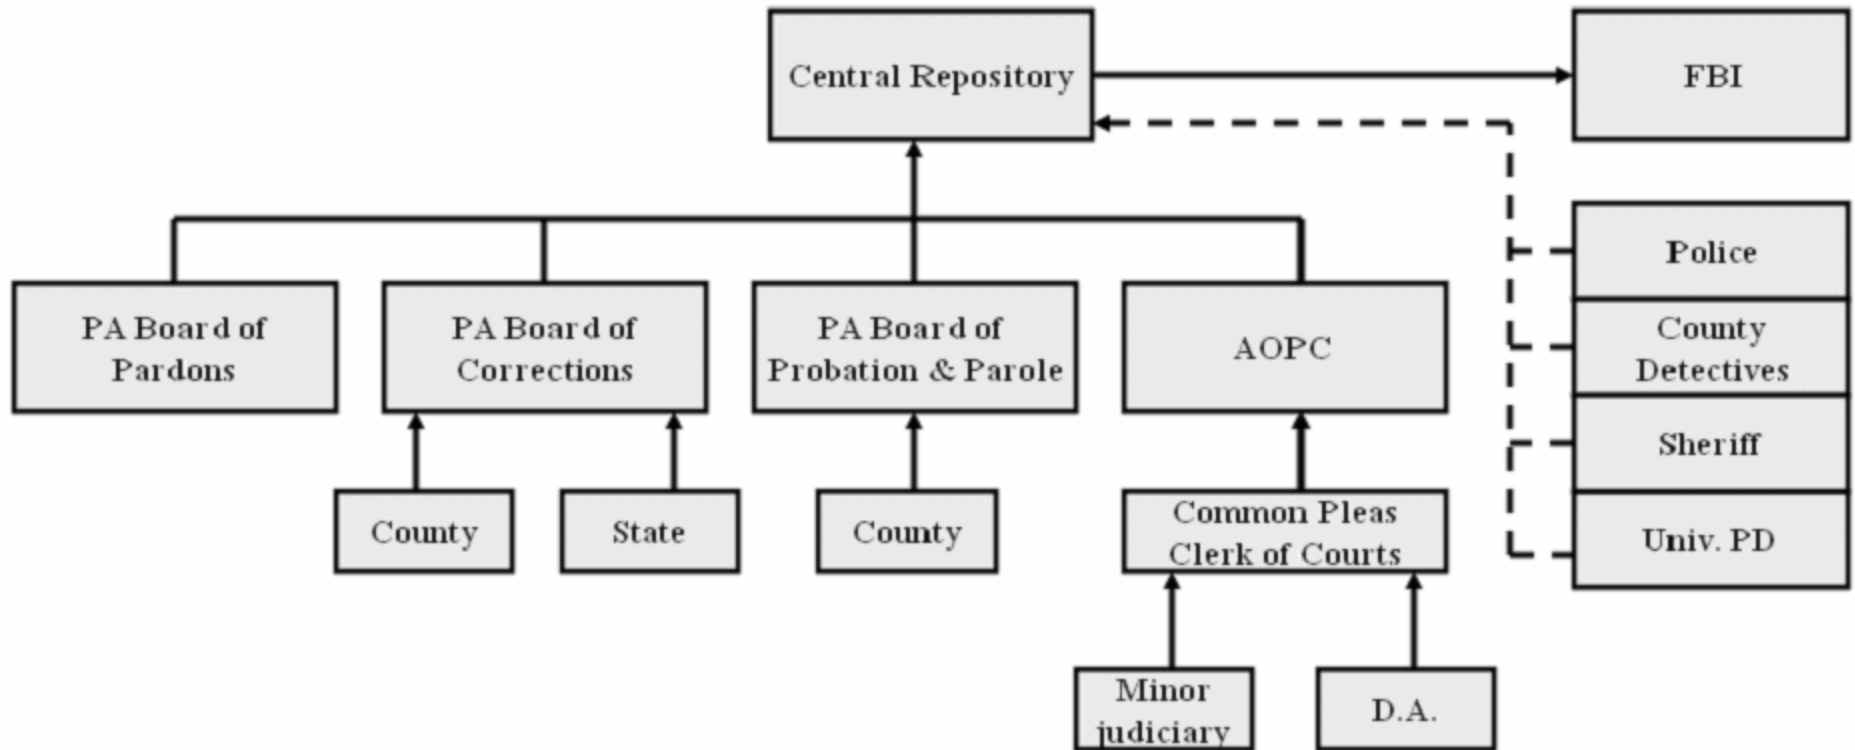 Central Repository
FBI
Police
County
Detectives
Sheriff
Univ. PD
PA Board of
Pardons
PA Board of
Corrections
PA Board of
Probation & Parole
AOPC
County
State
County
Common Pleas
Clerk of Courts
Minor
judiciary
D.A.